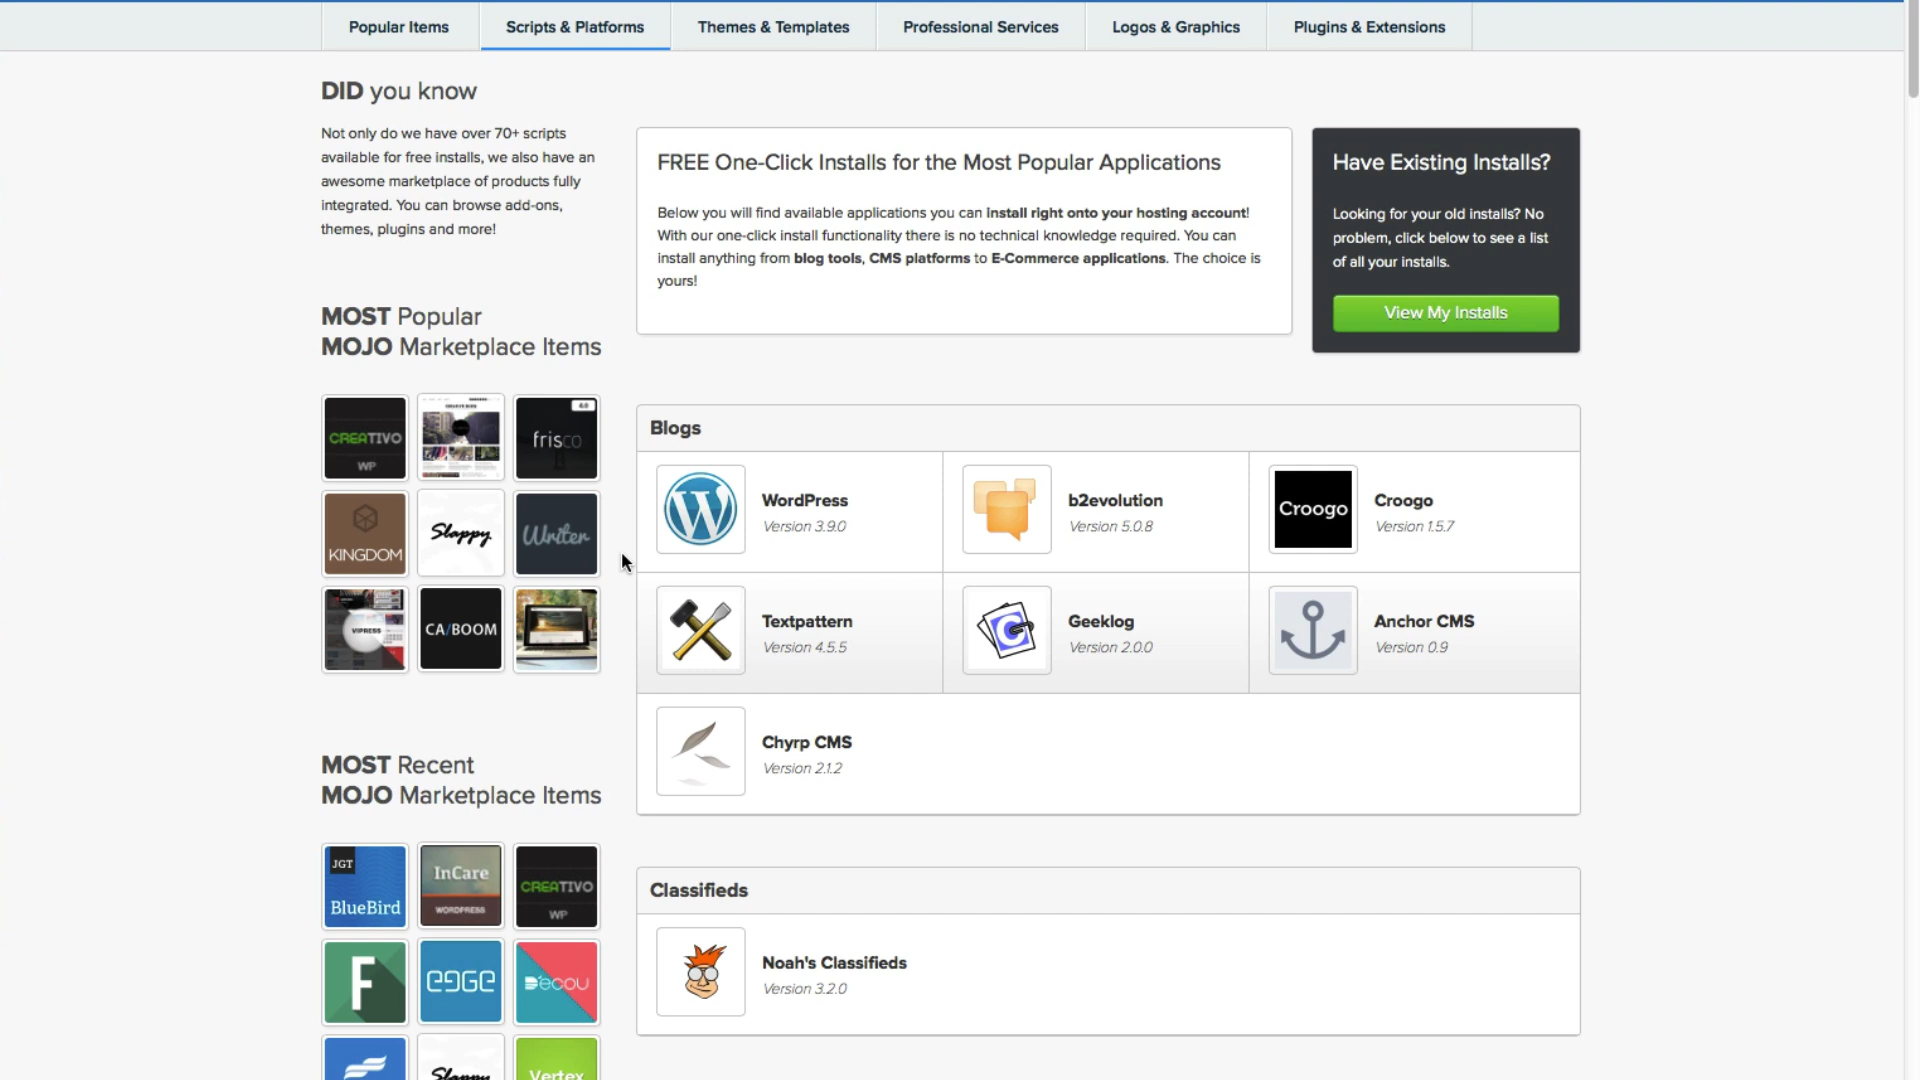 Popular Items
Scripts & Platforms
Themes & Templates
Professional Services
Logos & Graphics
Plugins & Extensions
DID you know
Not only do we have over 70+ scripts
available for free installs, we also have an
awesome marketplace of products fully
integrated. You can browse add-ons,
themes, plugins and more!
FREE One-Click Installs for the Most Popular Applications
Below you will find available applications you can install right onto your hosting account!
With our one-click install functionality there is no technical knowledge required. You can
install anything from blog tools, CMS platforms to E-Commerce applications. The choice is
yours!
Have Existing Installs?
Looking for your old installs? No
problem, click below to see a list
of all your installs.
View My Installs
MOST Popular
MOJO Marketplace Items
CREATIVO
WP
frisco
4.0
KINGDOM
Slappy
Writer
VIPRESS
CA/BOOM
Blogs
WordPress
Version 3.9.0
b2evolution
Version 5.0.8
Croogo
Croogo
Version 1.5.7
Textpattern
Version 4.5.5
Geeklog
Version 2.0.0
Anchor CMS
Version 0.9
Chyrp CMS
Version 2.1.2
MOST Recent
MOJO Marketplace Items
JGT
BlueBird
InCare
WORDPRESS
CREATIVO
WP
F
EDGE
DECOU
Slappy
Vertex
Classifieds
Noah's Classifieds
Version 3.2.0